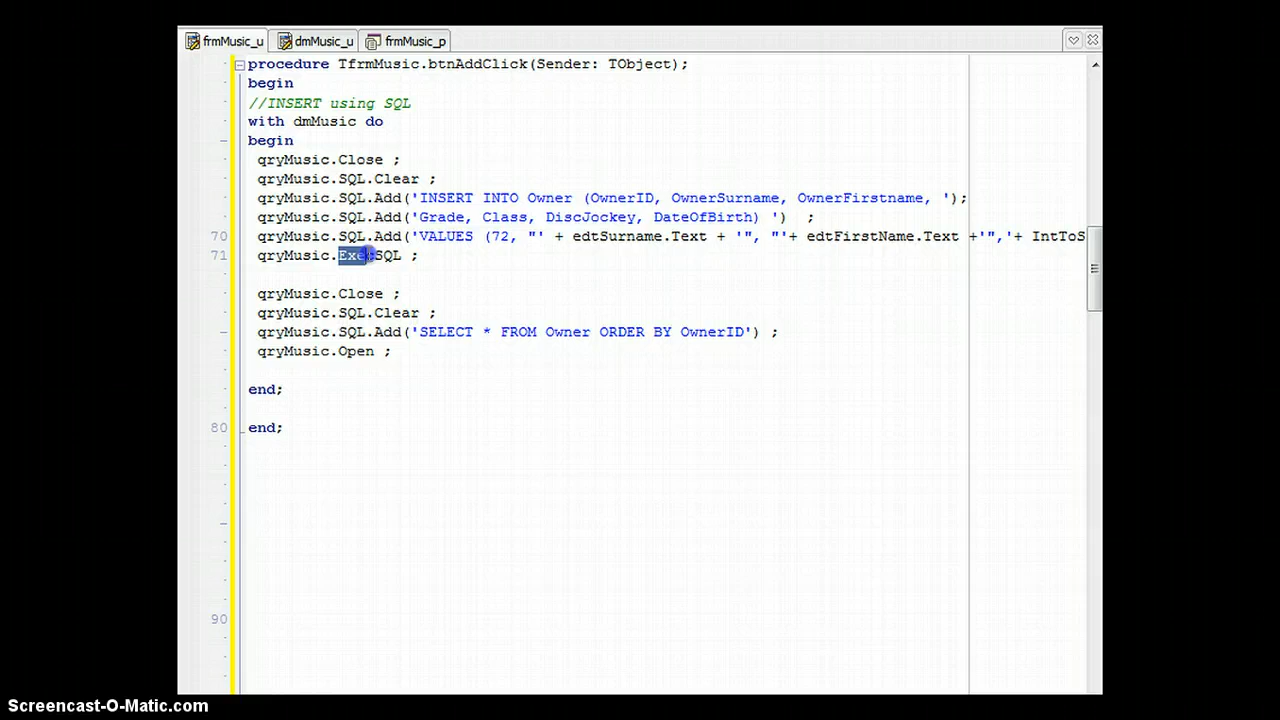 frmMusic_u dmMusic_u frmMusic_p
procedure TfrmMusic.btnAddClick(Sender: TObject);
begin
//INSERT using SQL
with dmMusic do
begin
qryMusic.Close ;
qryMusic.SQL.Clear ;
qryMusic.SQL.Add('INSERT INTO Owner (OwnerID, OwnerSurname, OwnerFirstname, ');
qryMusic.SQL.Add('Grade, Class, DiscJockey, DateOfBirth) ') ;
70 qryMusic.SQL.Add('VALUES (72, "' + edtSurname.Text + '", "'+ edtFirstName.Text +'",'+ IntToS
71 qryMusic.ExecSQL ;
qryMusic.Close ;
qryMusic.SQL.Clear ;
qryMusic.SQL.Add('SELECT * FROM Owner ORDER BY OwnerID') ;
qryMusic.Open ;
end;
80 end;
90
Screencast-O-Matic.com